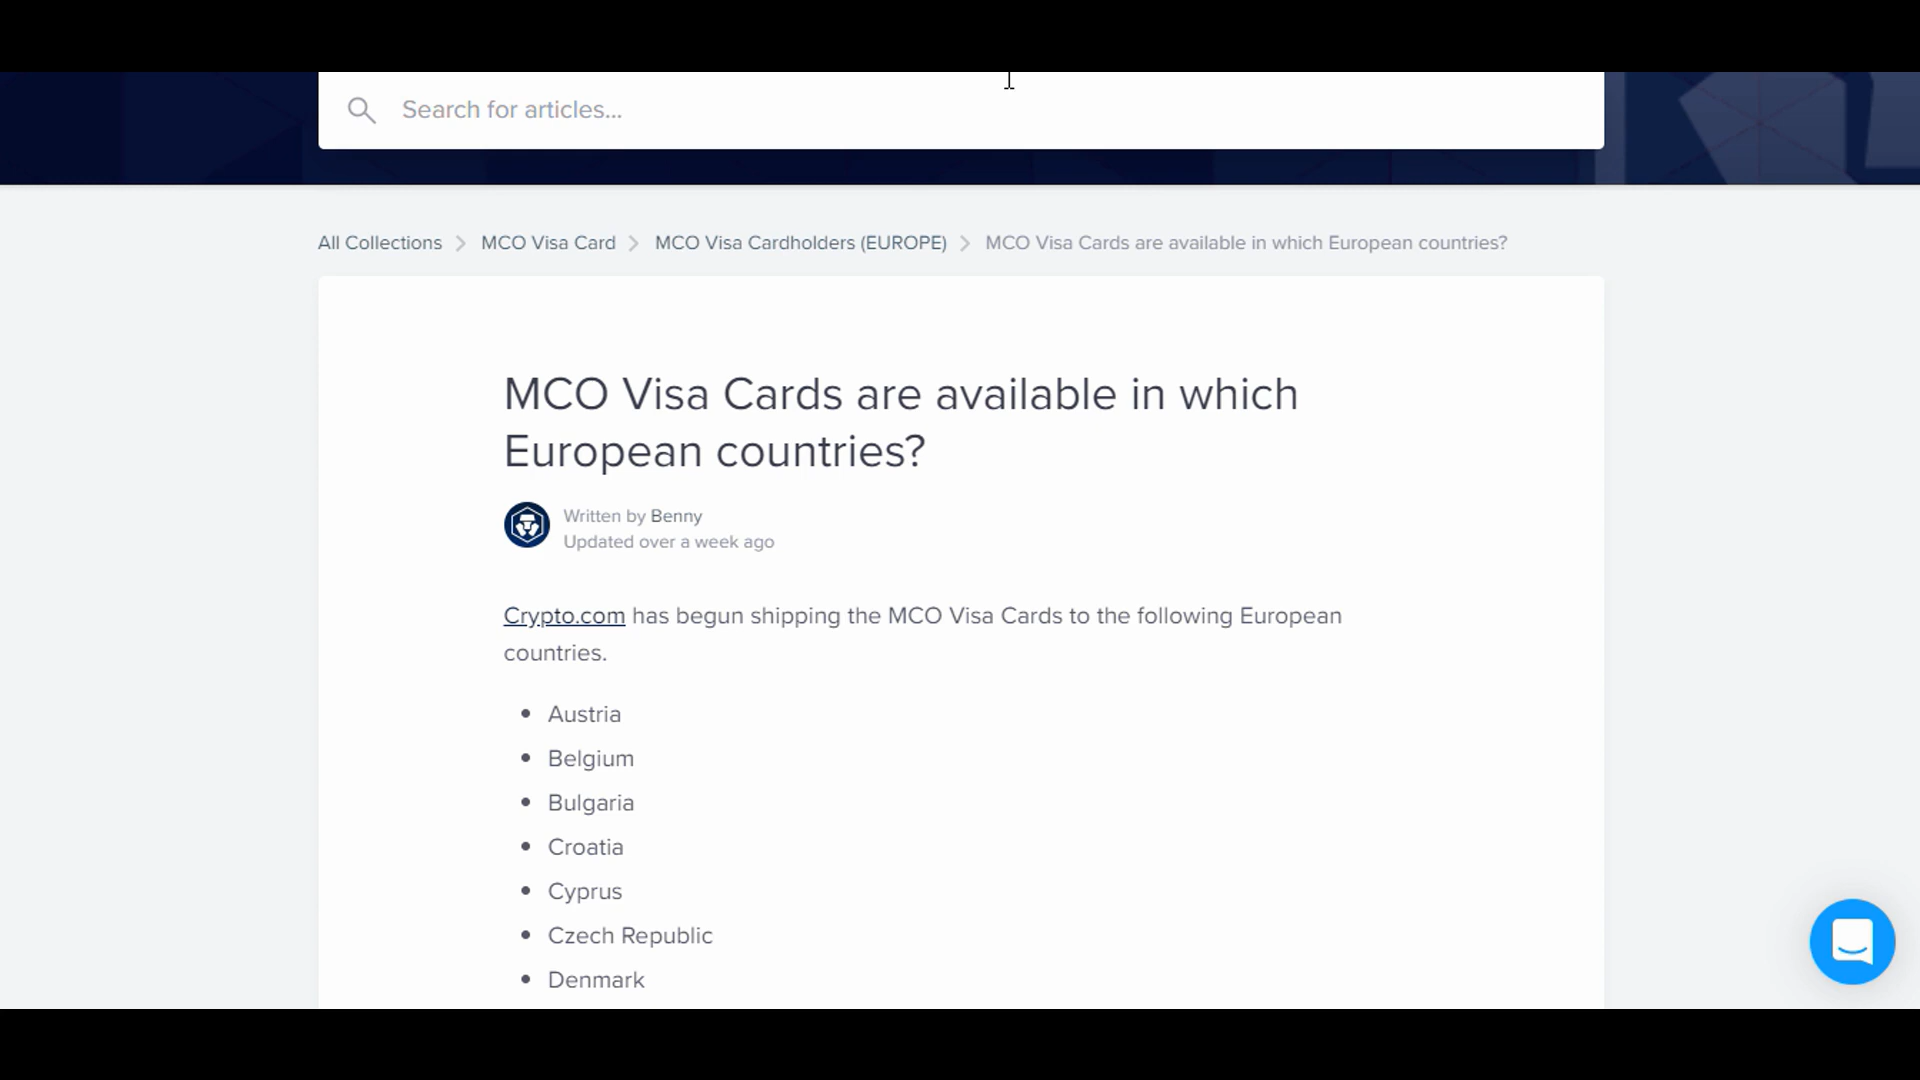 Search for articles...
All Collections > MCO Visa Card > MCO Visa Cardholders (EUROPE) > MCO Visa Cards are available in which European countries?
MCO Visa Cards are available in which
European countries?
Written by Benny
Updated over a week ago
Crypto.com has begun shipping the MCO Visa Cards to the following European
countries.
• Austria
• Belgium
• Bulgaria
• Croatia
• Cyprus
• Czech Republic
• Denmark